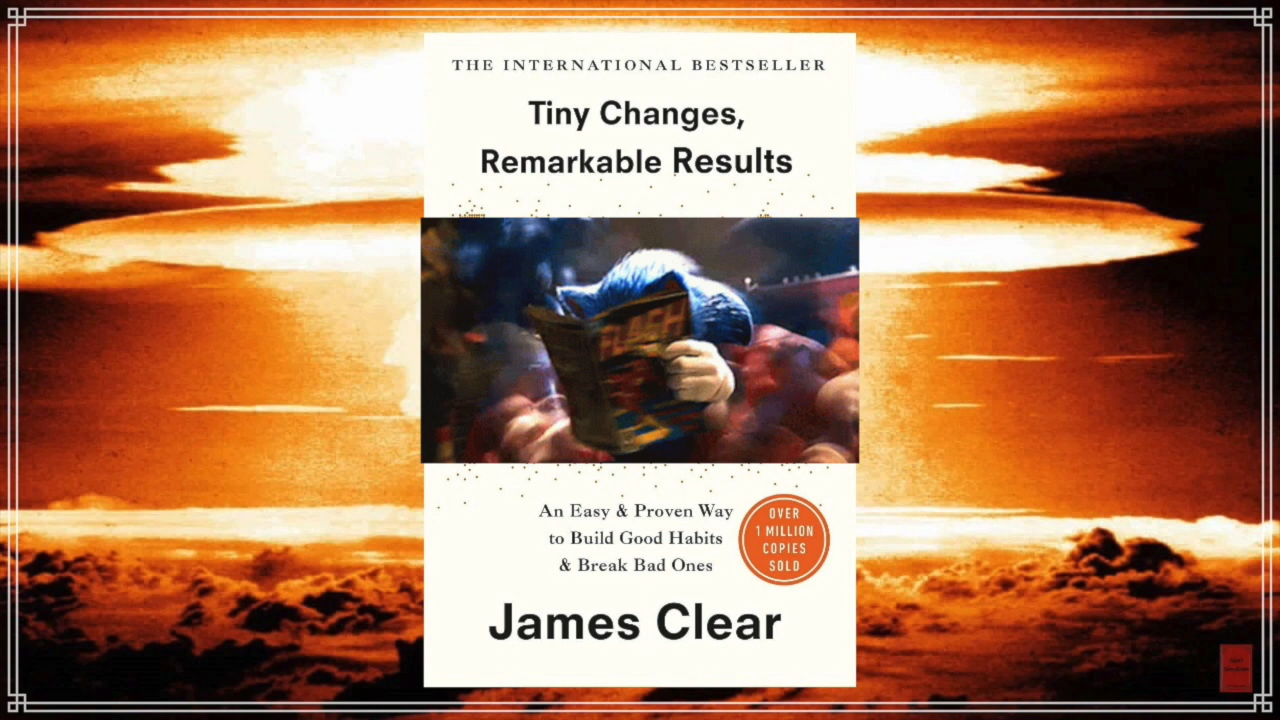 THE INTERNATIONAL BESTSELLER
Tiny Changes,
Remarkable Results
FLASH
An Easy & Proven Way
to Build Good Habits
& Break Bad Ones
OVER
1 MILLION
COPIES
SOLD
James Clear